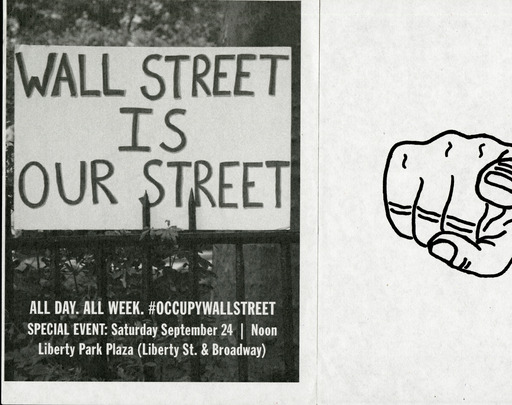 WALL STREET
IS
OUR STREET
ALL DAY. ALL WEEK. #OCCUPYWALLSTREET
SPECIAL EVENT: Saturday September 24 | Noon
Liberty Park Plaza (Liberty St. & Broadway)